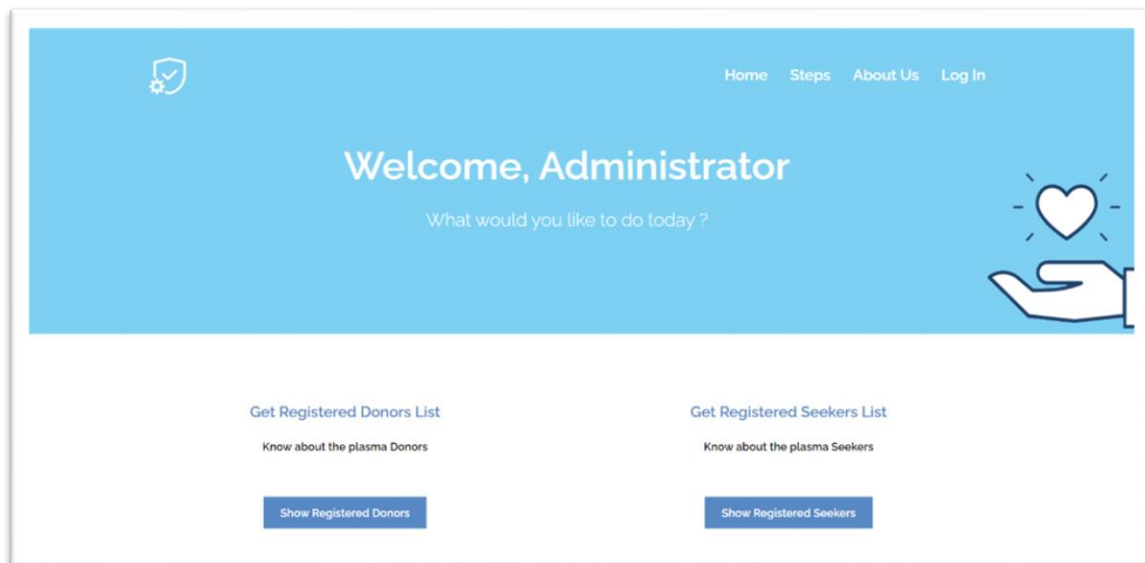 Home Steps About Us Log In
Welcome, Administrator
What would you like to do today ?
Get Registered Donors List
Know about the plasma Donors
Show Registered Donors
Get Registered Seekers List
Know about the plasma Seekers
Show Registered Seekers